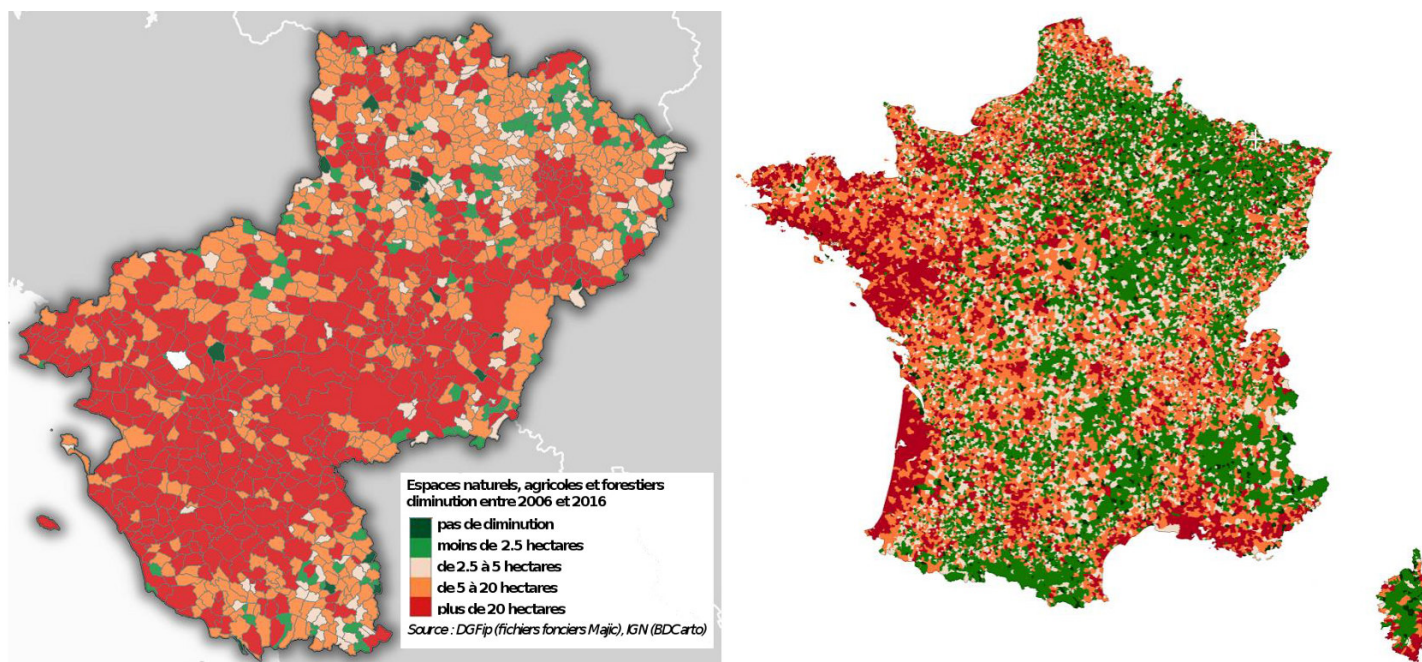 Espaces naturels, agricoles et forestiers
diminution entre 2006 et 2016
pas de diminution
moins de 2.5 hectares
de 2.5 à 5 hectares
de 5 à 20 hectares
plus de 20 hectares
Source : DGFip (fichiers fonciers Majic), IGN (BDCarto)